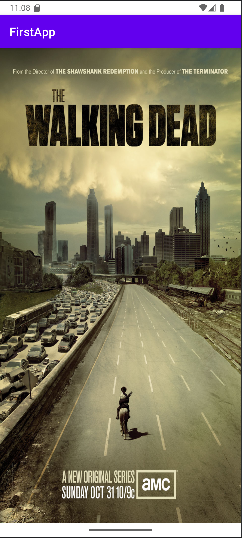 11:08
FirstApp
From the Director of THE SHAWSHANK REDEMPTION and the Producer of THE TERMINATOR
THE
WALKING DEAD
A NEW ORIGINAL SERIES
SUNDAY OCT 31 10/9c
amc